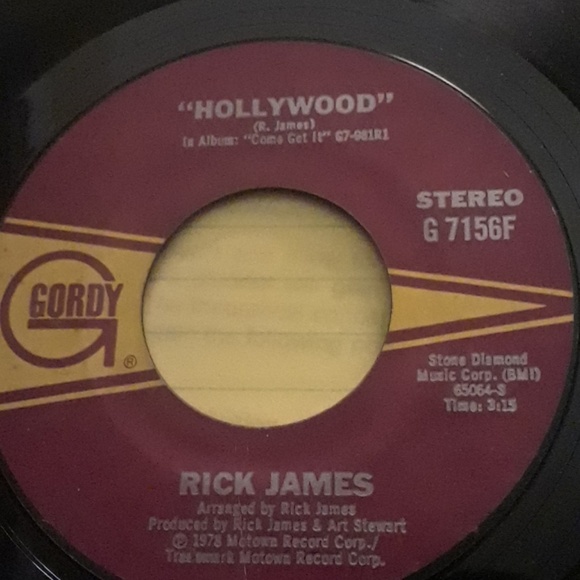 "HOLLYWOOD"
(R. James)
In Album: "Come Get It" G7-981R1
STEREO
G 7156F
GORDY
®
Stone Diamond
Music Corp. (BMI)
65064-S
Time: 3:15
RICK JAMES
Arranged by Rick James
Produced by Rick James & Art Stewart
℗ 1978 Motown Record Corp./
Trademark Motown Record Corp.